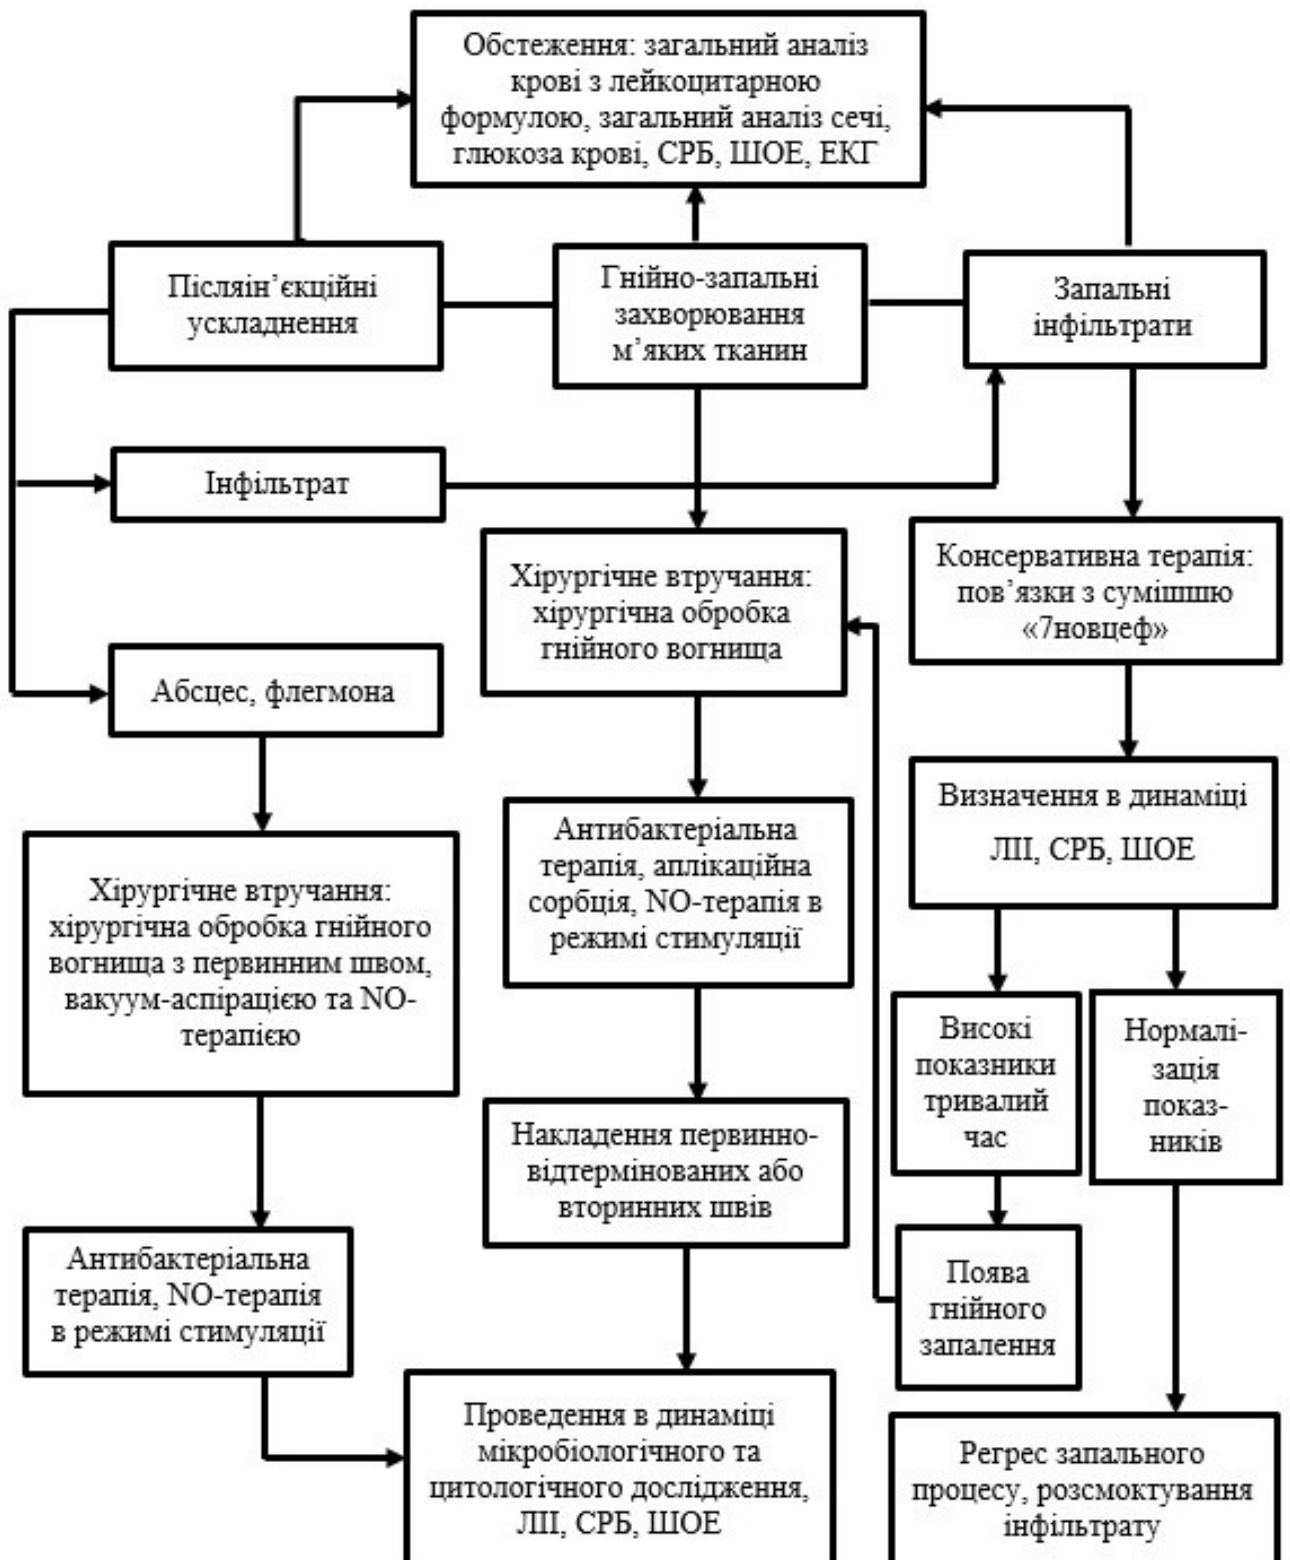 Обстеження: загальний аналіз
крові з лейкоцитарною
формулою, загальний аналіз сечі,
глюкоза крові, СРБ, ШОЕ, ЕКГ
Післяін’єкційні
ускладнення
Гнійно-запальні
захворювання
м’яких тканин
Запальні
інфільтрати
Інфільтрат
Хірургічне втручання:
хірургічна обробка
гнійного вогнища
Консервативна терапія:
пов’язки з сумішшю
«7новцеф»
Абсцес, флегмона
Визначення в динаміці
ЛІІ, СРБ, ШОЕ
Антибактеріальна
терапія, аплікаційна
сорбція, NO-терапія в
режимі стимуляції
Хірургічне втручання:
хірургічна обробка гнійного
вогнища з первинним швом,
вакуум-аспірацією та NO-
терапією
Високі
показники
тривалий
час
Нормалі-
зація
показ-
ників
Накладення первинно-
відтермінованих або
вторинних швів
Антибактеріальна
терапія, NO-терапія
в режимі стимуляції
Поява
гнійного
запалення
Проведення в динаміці
мікробіологічного та
цитологічного дослідження,
ЛІІ, СРБ, ШОЕ
Регрес запального
процесу, розсмоктування
інфільтрату